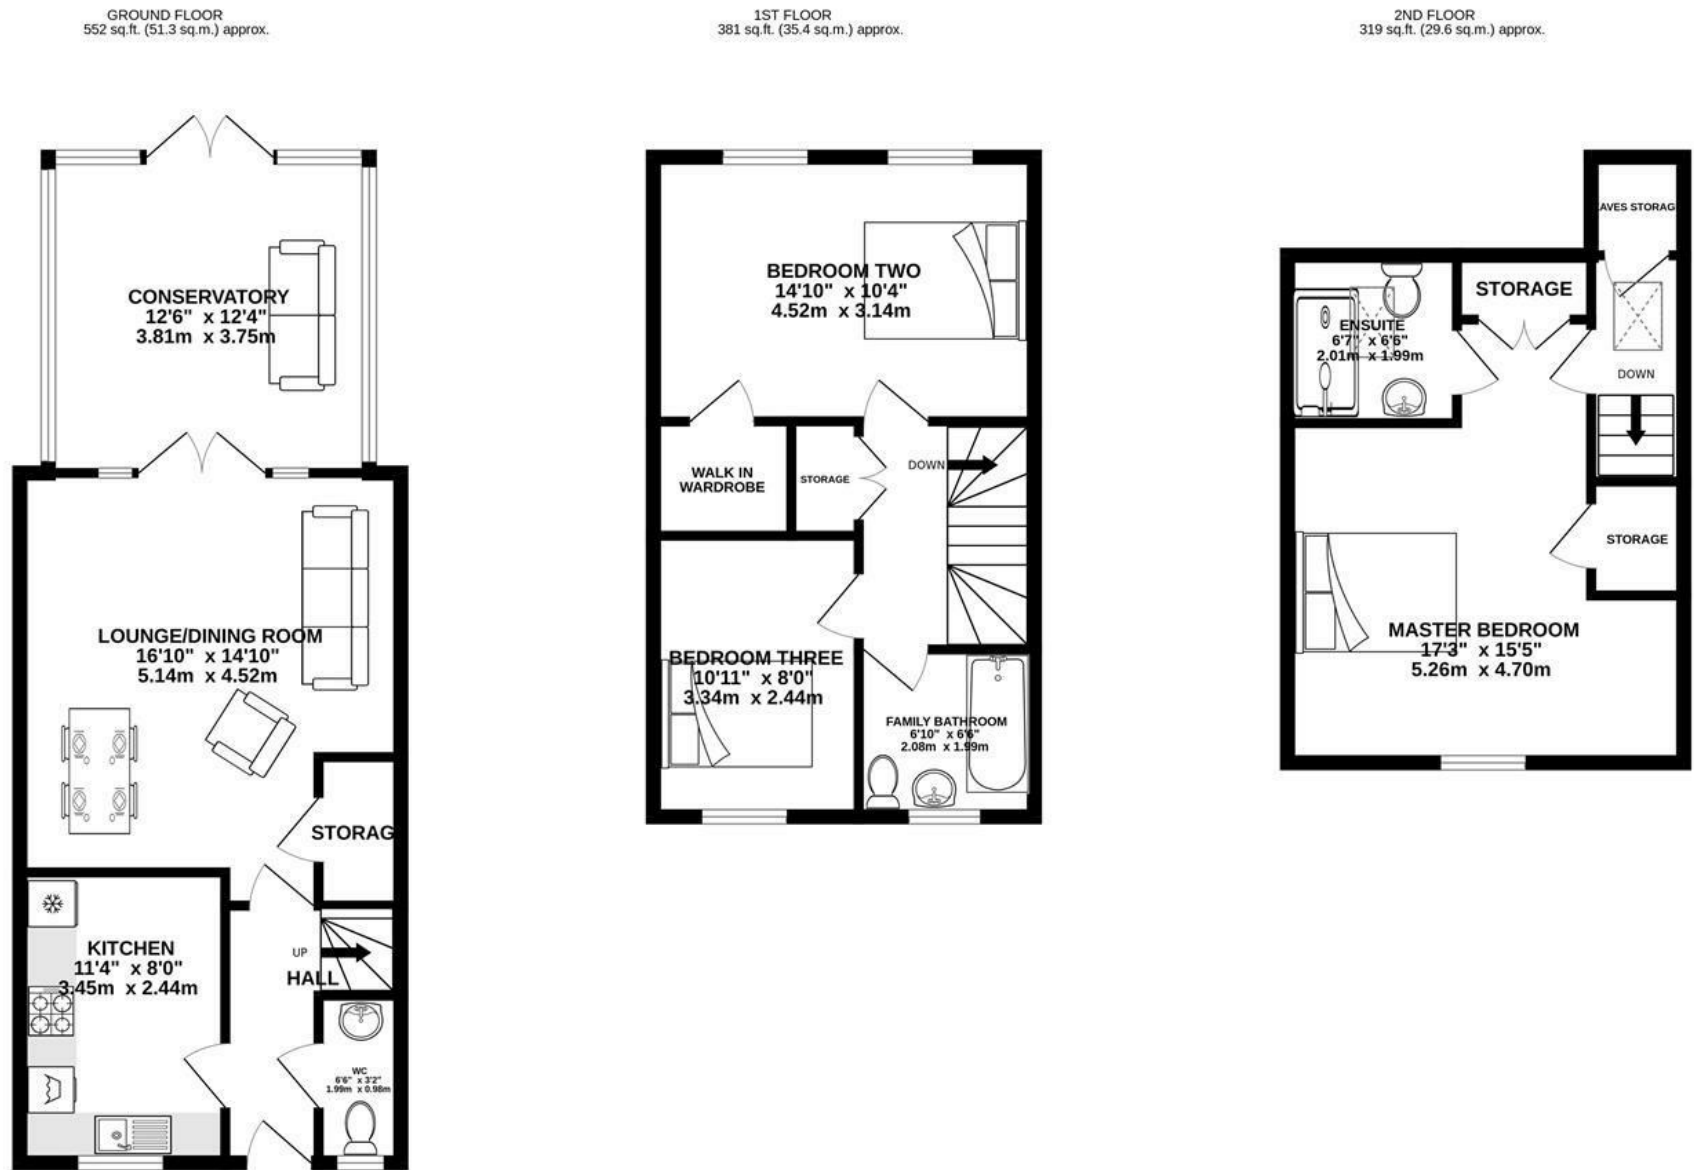 GROUND FLOOR
552 sq.ft. (51.3 sq.m.) approx.
CONSERVATORY
12'6" x 12'4"
3.81m x 3.75m
LOUNGE/DINING ROOM
16'10" x 14'10"
5.14m x 4.52m
STORAG
KITCHEN
11'4" x 8'0"
3.45m x 2.44m
UP
HALL
WC
6'6" x 3'2"
1.99m x 0.98m
1ST FLOOR
381 sq.ft. (35.4 sq.m.) approx.
BEDROOM TWO
14'10" x 10'4"
4.52m x 3.14m
WALK IN
WARDROBE
STORAGE
DOWN
BEDROOM THREE
10'11" x 8'0"
3.34m x 2.44m
FAMILY BATHROOM
6'10" x 6'6"
2.08m x 1.99m
2ND FLOOR
319 sq.ft. (29.6 sq.m.) approx.
AVES STORAG
STORAGE
ENSUITE
6'7" x 6'6"
2.01m x 1.99m
DOWN
STORAGE
MASTER BEDROOM
17'3" x 15'5"
5.26m x 4.70m